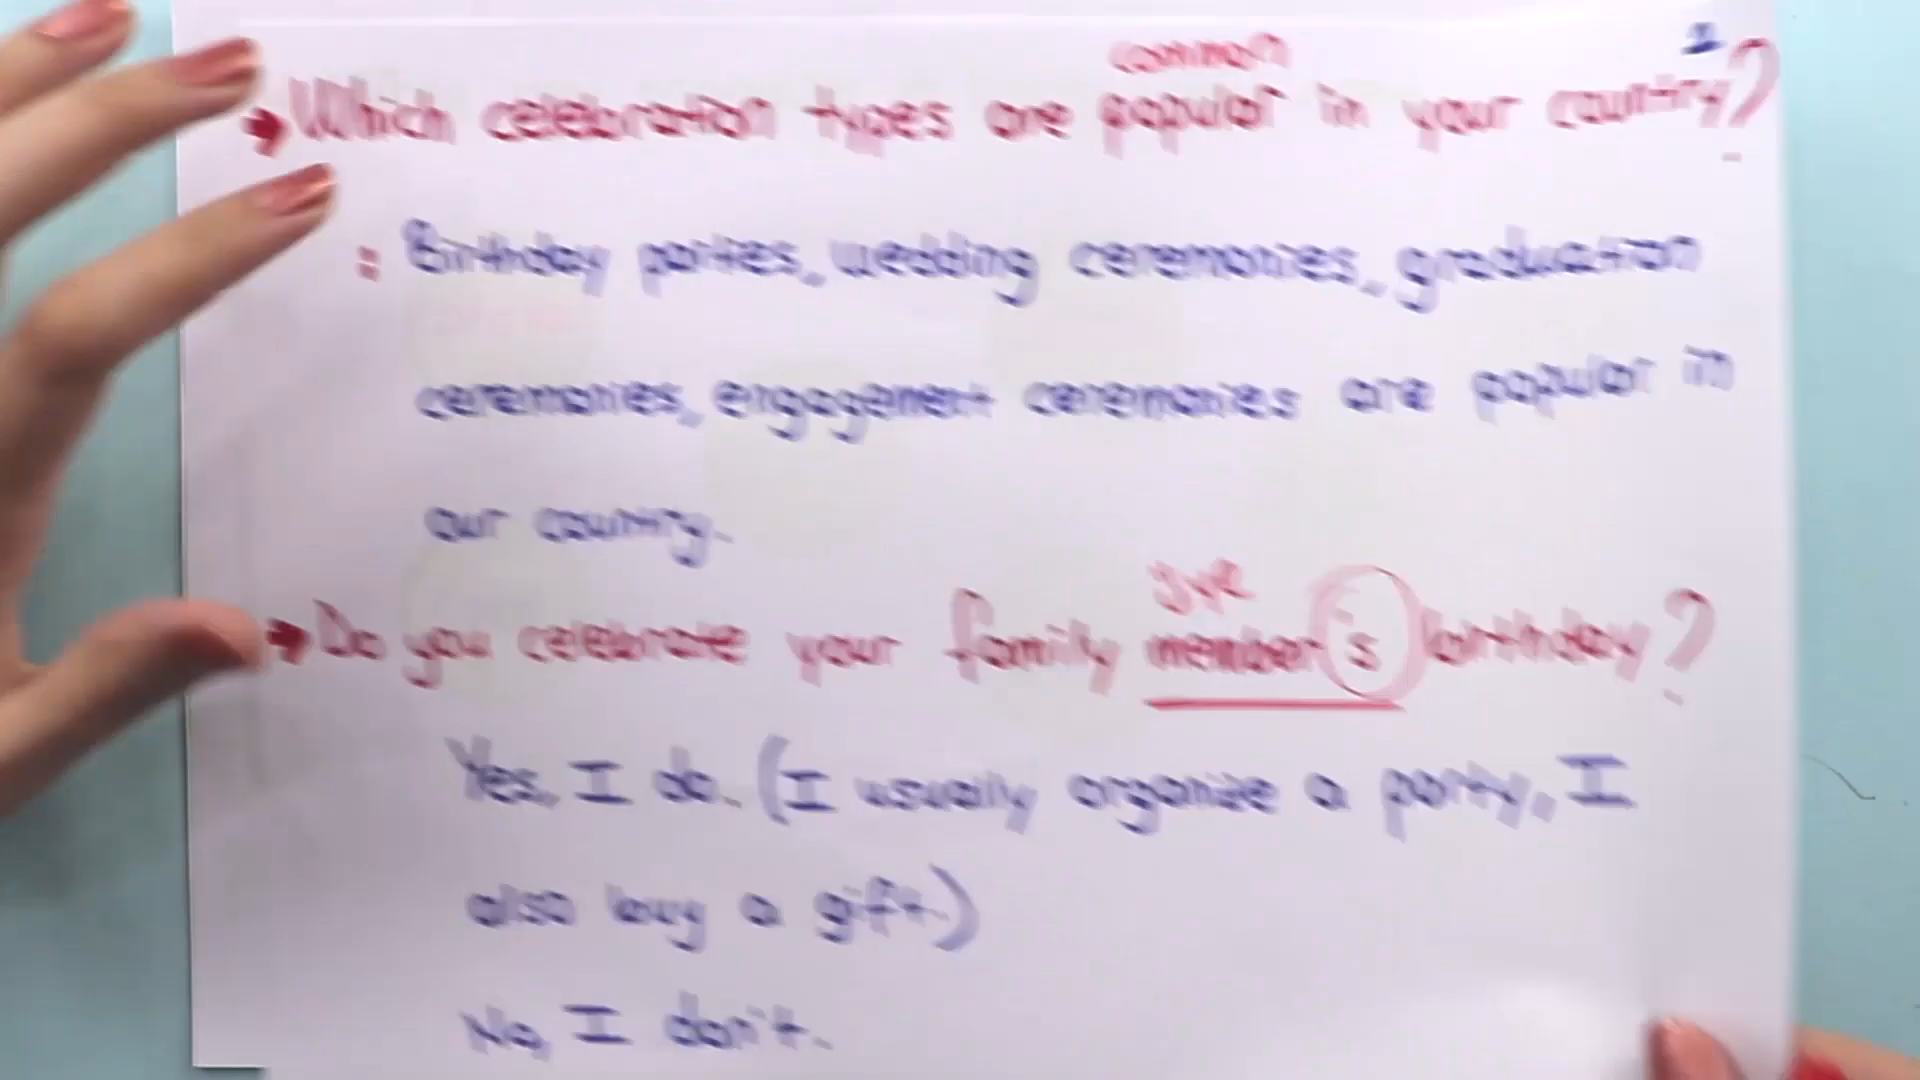 common
2
→ Which celebration types are popular in your country?
: Birthday parties, wedding ceremonies, graduation
ceremonies, engagement ceremonies are popular in
our country.
üye
→ Do you celebrate your family member's birthday?
Yes, I do. (I usually organize a party, I
also buy a gift.)
No, I don't.